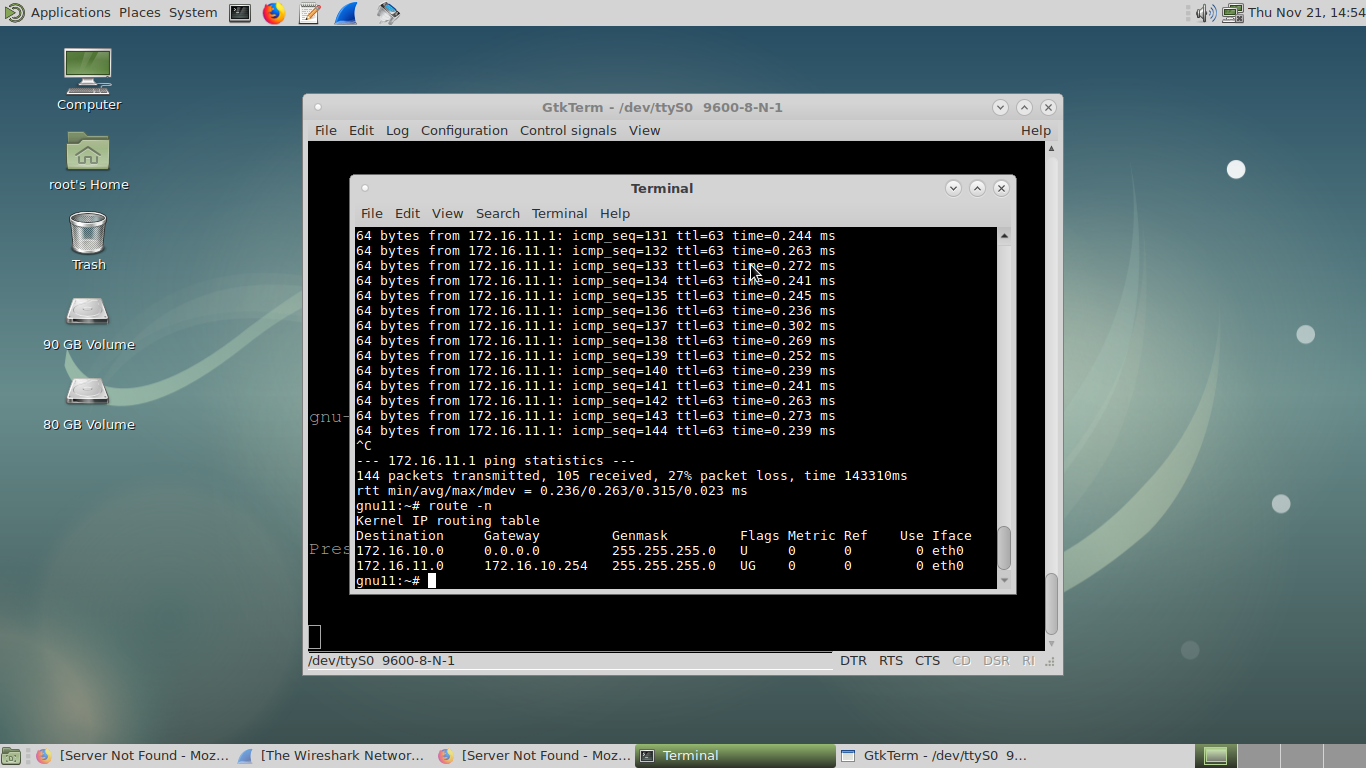 Applications Places System
Thu Nov 21, 14:54
Computer
root's Home
Trash
90 GB Volume
80 GB Volume
GtkTerm - /dev/ttyS0 9600-8-N-1
File Edit Log Configuration Control signals View Help
gnu-
Pres
Terminal
File Edit View Search Terminal Help
64 bytes from 172.16.11.1: icmp_seq=131 ttl=63 time=0.244 ms
64 bytes from 172.16.11.1: icmp_seq=132 ttl=63 time=0.263 ms
64 bytes from 172.16.11.1: icmp_seq=133 ttl=63 time=0.272 ms
64 bytes from 172.16.11.1: icmp_seq=134 ttl=63 time=0.241 ms
64 bytes from 172.16.11.1: icmp_seq=135 ttl=63 time=0.245 ms
64 bytes from 172.16.11.1: icmp_seq=136 ttl=63 time=0.236 ms
64 bytes from 172.16.11.1: icmp_seq=137 ttl=63 time=0.302 ms
64 bytes from 172.16.11.1: icmp_seq=138 ttl=63 time=0.269 ms
64 bytes from 172.16.11.1: icmp_seq=139 ttl=63 time=0.252 ms
64 bytes from 172.16.11.1: icmp_seq=140 ttl=63 time=0.239 ms
64 bytes from 172.16.11.1: icmp_seq=141 ttl=63 time=0.241 ms
64 bytes from 172.16.11.1: icmp_seq=142 ttl=63 time=0.263 ms
64 bytes from 172.16.11.1: icmp_seq=143 ttl=63 time=0.273 ms
64 bytes from 172.16.11.1: icmp_seq=144 ttl=63 time=0.239 ms
^C
--- 172.16.11.1 ping statistics ---
144 packets transmitted, 105 received, 27% packet loss, time 143310ms
rtt min/avg/max/mdev = 0.236/0.263/0.315/0.023 ms
gnu11:~# route -n
Kernel IP routing table
Destination Gateway Genmask Flags Metric Ref Use Iface
172.16.10.0 0.0.0.0 255.255.255.0 U 0 0 0 eth0
172.16.11.0 172.16.10.254 255.255.255.0 UG 0 0 0 eth0
gnu11:~#
/dev/ttyS0 9600-8-N-1 DTR RTS CTS CD DSR RI
[Server Not Found - Moz... [The Wireshark Networ... [Server Not Found - Moz... Terminal GtkTerm - /dev/ttyS0 9...